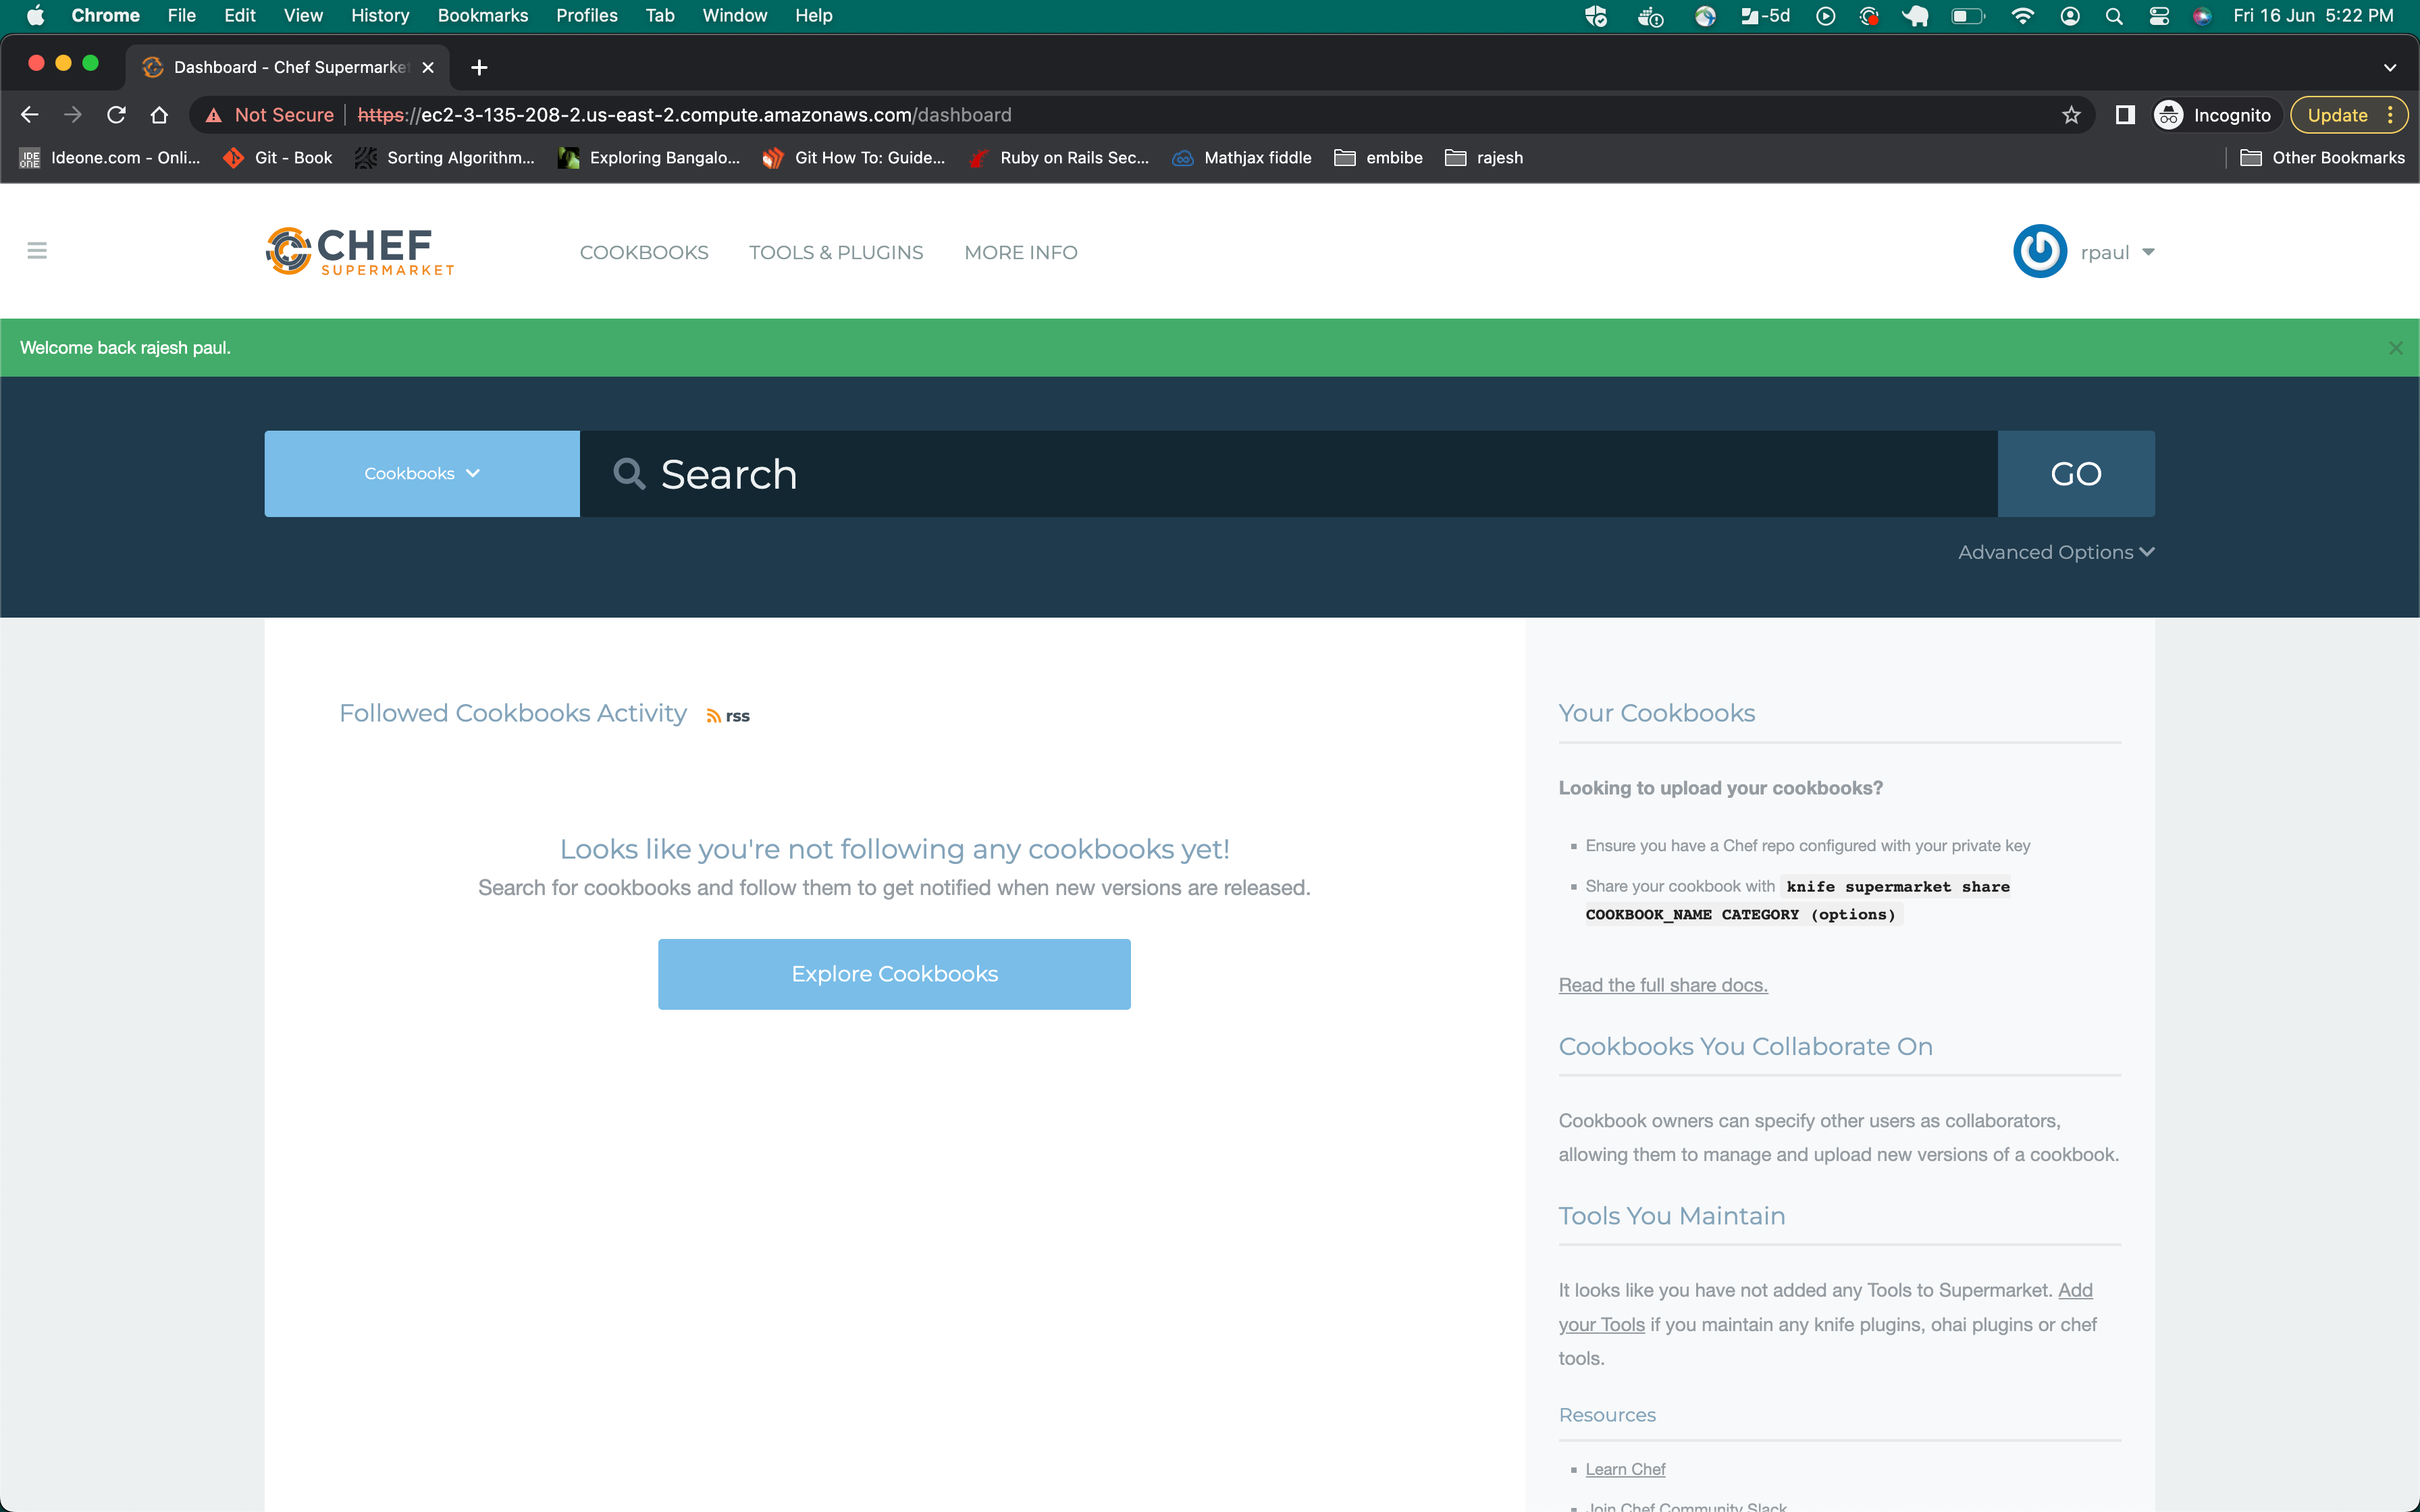 Chrome File Edit View History Bookmarks Profiles Tab Window Help -5d Fri 16 Jun 5:22 PM
Dashboard - Chef Supermarket
Not Secure https://ec2-3-135-208-2.us-east-2.compute.amazonaws.com/dashboard Incognito Update
IDE ONE Ideone.com - Onli... Git - Book Sorting Algorithm... Exploring Bangalo... Git How To: Guide... Ruby on Rails Sec... Mathjax fiddle embibe rajesh Other Bookmarks
CHEF
SUPERMARKET
COOKBOOKS TOOLS & PLUGINS MORE INFO rpaul
Welcome back rajesh paul.
Cookbooks Search GO
Advanced Options
Followed Cookbooks Activity rss
Looks like you're not following any cookbooks yet!
Search for cookbooks and follow them to get notified when new versions are released.
Explore Cookbooks
Your Cookbooks
Looking to upload your cookbooks?
Ensure you have a Chef repo configured with your private key
Share your cookbook with knife supermarket share
COOKBOOK_NAME CATEGORY (options)
Read the full share docs.
Cookbooks You Collaborate On
Cookbook owners can specify other users as collaborators,
allowing them to manage and upload new versions of a cookbook.
Tools You Maintain
It looks like you have not added any Tools to Supermarket. Add
your Tools if you maintain any knife plugins, ohai plugins or chef
tools.
Resources
Learn Chef
Join Chef Community Slack